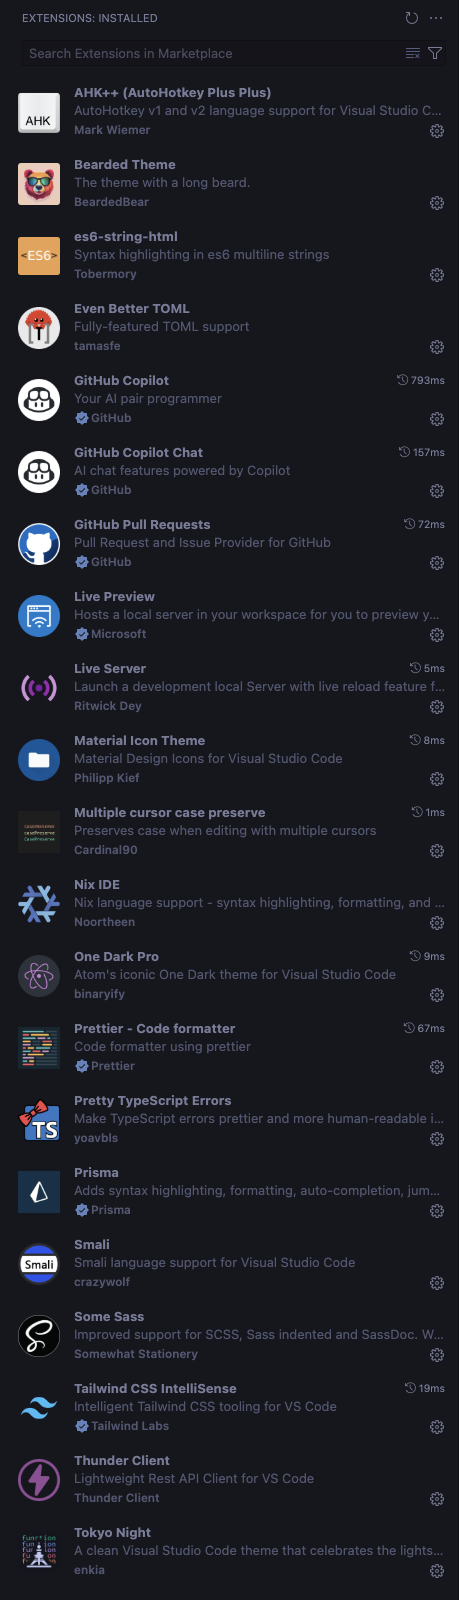 EXTENSIONS: INSTALLED
Search Extensions in Marketplace
AHK
AHK++ (AutoHotkey Plus Plus)
AutoHotkey v1 and v2 language support for Visual Studio C...
Mark Wiemer
Bearded Theme
The theme with a long beard.
BeardedBear
<ES6>
es6-string-html
Syntax highlighting in es6 multiline strings
Tobermory
Even Better TOML
Fully-featured TOML support
tamasfe
GitHub Copilot
793ms
Your AI pair programmer
GitHub
GitHub Copilot Chat
157ms
AI chat features powered by Copilot
GitHub
GitHub Pull Requests
72ms
Pull Request and Issue Provider for GitHub
GitHub
Live Preview
Hosts a local server in your workspace for you to preview y...
Microsoft
Live Server
5ms
Launch a development local Server with live reload feature f...
Ritwick Dey
Material Icon Theme
8ms
Material Design Icons for Visual Studio Code
Philipp Kief
Multiple cursor case preserve
1ms
Preserves case when editing with multiple cursors
Cardinal90
Nix IDE
Nix language support - syntax highlighting, formatting, and ...
Noortheen
One Dark Pro
9ms
Atom's iconic One Dark theme for Visual Studio Code
binaryify
Prettier - Code formatter
67ms
Code formatter using prettier
Prettier
TS
Pretty TypeScript Errors
Make TypeScript errors prettier and more human-readable i...
yoavbls
Prisma
Adds syntax highlighting, formatting, auto-completion, jum...
Prisma
Smali
Smali
Smali language support for Visual Studio Code
crazywolf
Some Sass
Improved support for SCSS, Sass indented and SassDoc. W...
Somewhat Stationery
Tailwind CSS IntelliSense
19ms
Intelligent Tailwind CSS tooling for VS Code
Tailwind Labs
Thunder Client
Lightweight Rest API Client for VS Code
Thunder Client
function
Tokyo Night
A clean Visual Studio Code theme that celebrates the lights...
enkia